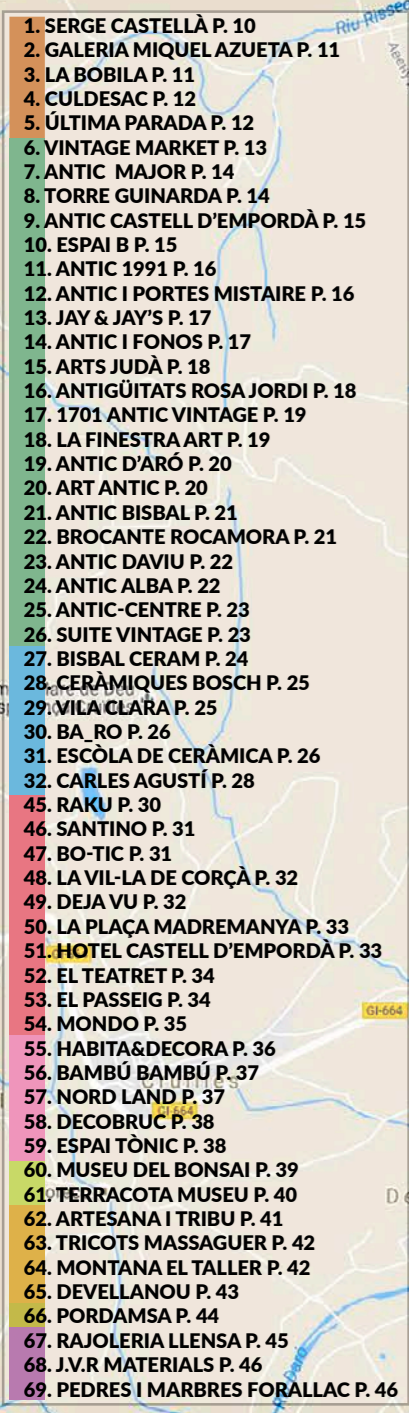 Riu Risec
1. SERGE CASTELLÀ P. 10
2. GALERIA MIQUEL AZUETA P. 11
3. LA BOBILA P. 11
4. CULDESAC P. 12
5. ÚLTIMA PARADA P. 12
6. VINTAGE MARKET P. 13
7. ANTIC MAJOR P. 14
8. TORRE GUINARDA P. 14
9. ANTIC CASTELL D'EMPORDÀ P. 15
10. ESPAI B P. 15
11. ANTIC 1991 P. 16
12. ANTIC I PORTES MISTAIRE P. 16
13. JAY & JAY'S P. 17
14. ANTIC I FONOS P. 17
15. ARTS JUDÀ P. 18
16. ANTIGÜITATS ROSA JORDI P. 18
17. 1701 ANTIC VINTAGE P. 19
18. LA FINESTRA ART P. 19
19. ANTIC D'ARÓ P. 20
20. ART ANTIC P. 20
21. ANTIC BISBAL P. 21
22. BROCANTE ROCAMORA P. 21
23. ANTIC DAVIU P. 22
24. ANTIC ALBA P. 22
25. ANTIC-CENTRE P. 23
26. SUITE VINTAGE P. 23
27. BISBAL CERAM P. 24
28. CERÀMIQUES BOSCH P. 25
29. VILA CLARA P. 25
30. BA_RO P. 26
31. ESCÒLA DE CERÀMICA P. 26
32. CARLES AGUSTÍ P. 28
45. RAKU P. 30
46. SANTINO P. 31
47. BO-TIC P. 31
48. LA VIL-LA DE CORÇÀ P. 32
49. DEJA VU P. 32
50. LA PLAÇA MADREMANYA P. 33
51. HOTEL CASTELL D'EMPORDÀ P. 33
52. EL TEATRET P. 34
53. EL PASSEIG P. 34
54. MONDO P. 35
GI-664
55. HABITA&DECORA P. 36
56. BAMBÚ BAMBÚ P. 37
Cruïlles
57. NORD LAND P. 37
GI-664
58. DECOBRUC P. 38
59. ESPAI TÒNIC P. 38
60. MUSEU DEL BONSAI P. 39
61. TERRACOTA MUSEU P. 40
62. ARTESANA I TRIBU P. 41
63. TRICOTS MASSAGUER P. 42
64. MONTANA EL TALLER P. 42
65. DEVELLANOU P. 43
66. PORDAMSA P. 44
67. RAJOLERIA LLENSA P. 45
68. J.V.R MATERIALS P. 46
69. PEDRES I MARBRES FORALLAC P. 46